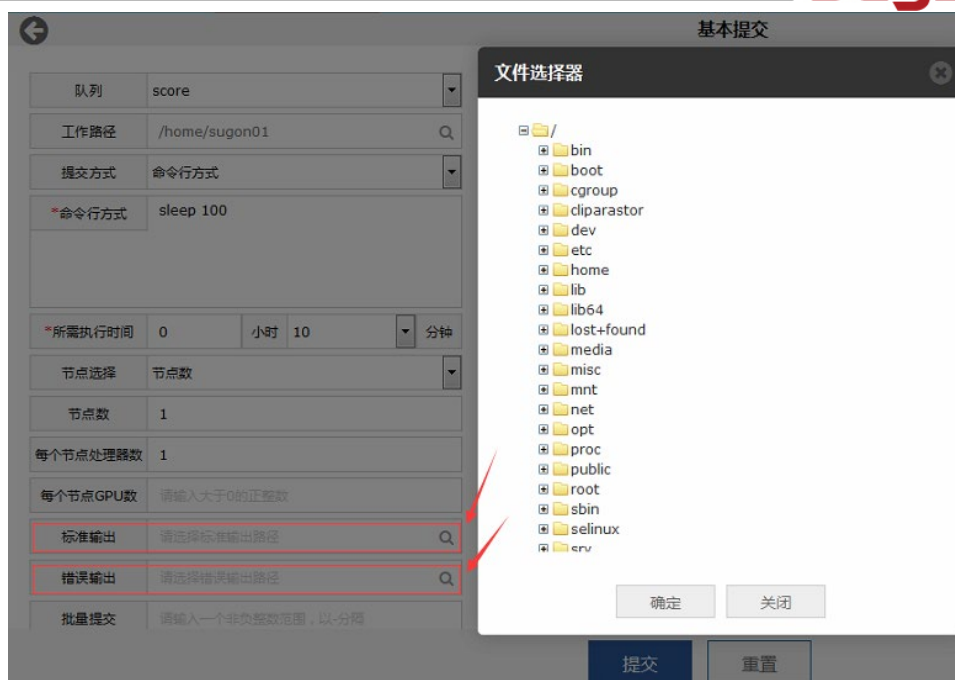 基本提交
队列 score
工作路径 /home/sugon01
提交方式 命令行方式
*命令行方式 sleep 100
*所需执行时间 0 小时 10 分钟
节点选择 节点数
节点数 1
每个节点处理器数 1
每个节点GPU数 请输入大于0的正整数
标准输出 请选择标准输出路径
错误输出 请选择错误输出路径
批量提交 请输入一个非负整数范围，以-分隔
文件选择器
/
bin
boot
cgroup
cliparastor
dev
etc
home
lib
lib64
lost+found
media
misc
mnt
net
opt
proc
public
root
sbin
selinux
srv
确定 关闭
提交 重置